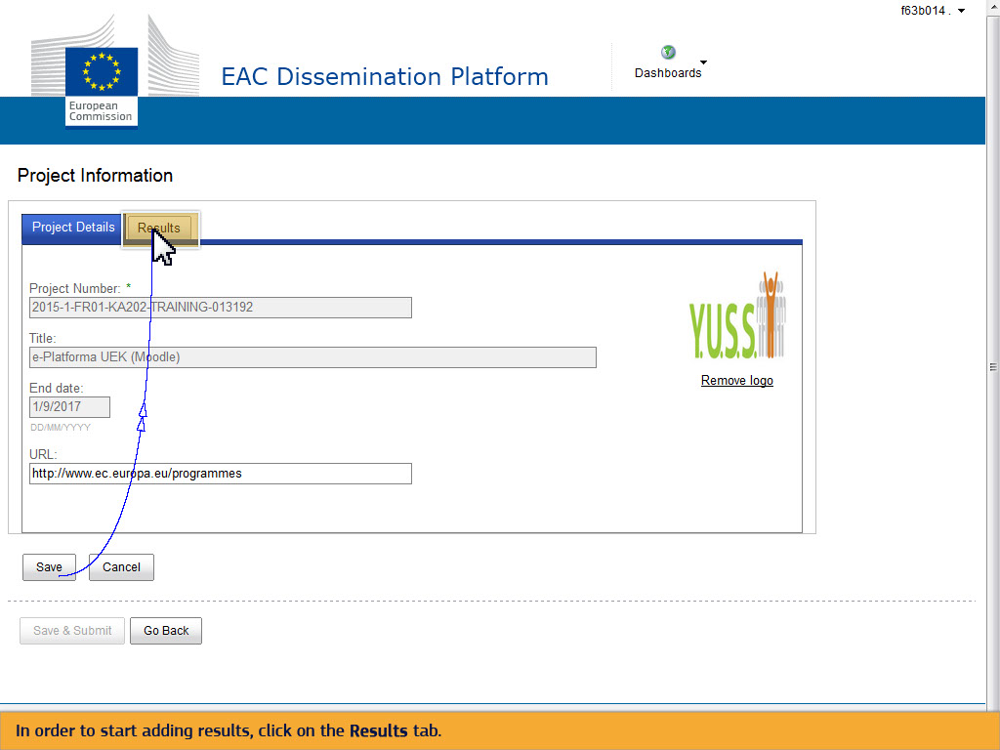 f63b014 .
EAC Dissemination Platform
Dashboards
European
Commission
Project Information
Project Details
Results
Project Number: *
2015-1-FR01-KA202-TRAINING-013192
Title:
e-Platforma UEK (Moodle)
End date:
1/9/2017
DD/MM/YYYY
URL:
http://www.ec.europa.eu/programmes
Y.U.S.S.
Remove logo
Save
Cancel
Save & Submit
Go Back
In order to start adding results, click on the Results tab.